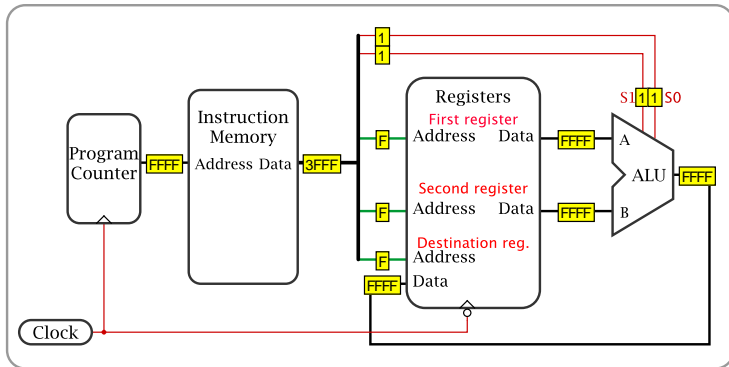 1
1
S1 1 1 S0
Registers
First register
Instruction
Memory
Program
Counter
FFFF
Address Data
3FFF
F
Address Data
FFFF
A
ALU
FFFF
Second register
F
Address Data
FFFF
B
Destination reg.
F
Address
FFFF
Data
Clock